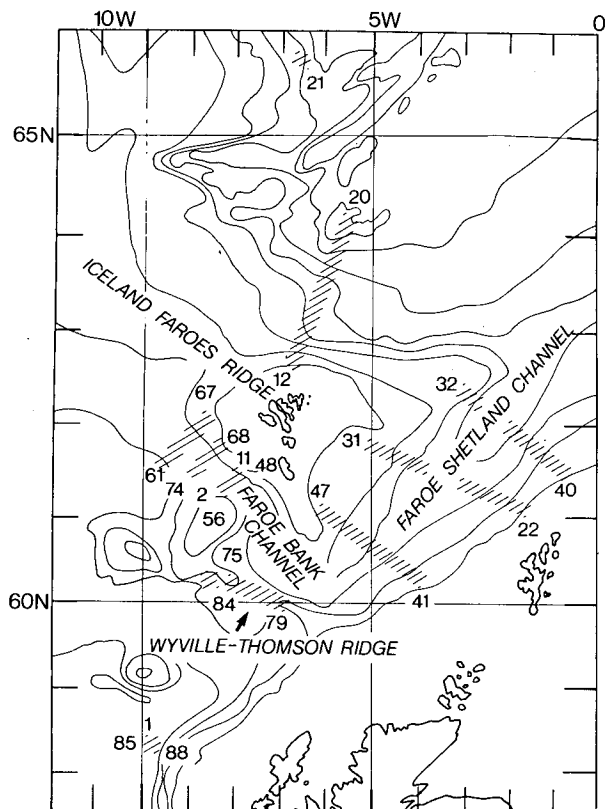 10W 5W 0
21
65N
20
ICELAND FAROES RIDGE
12
67
32
FAROE SHETLAND CHANNEL
68
31
11 48
61
74
2
47
40
56
FAROE BANK
CHANNEL
22
75
60N
84
41
79
WYVILLE-THOMSON RIDGE
1
85 88